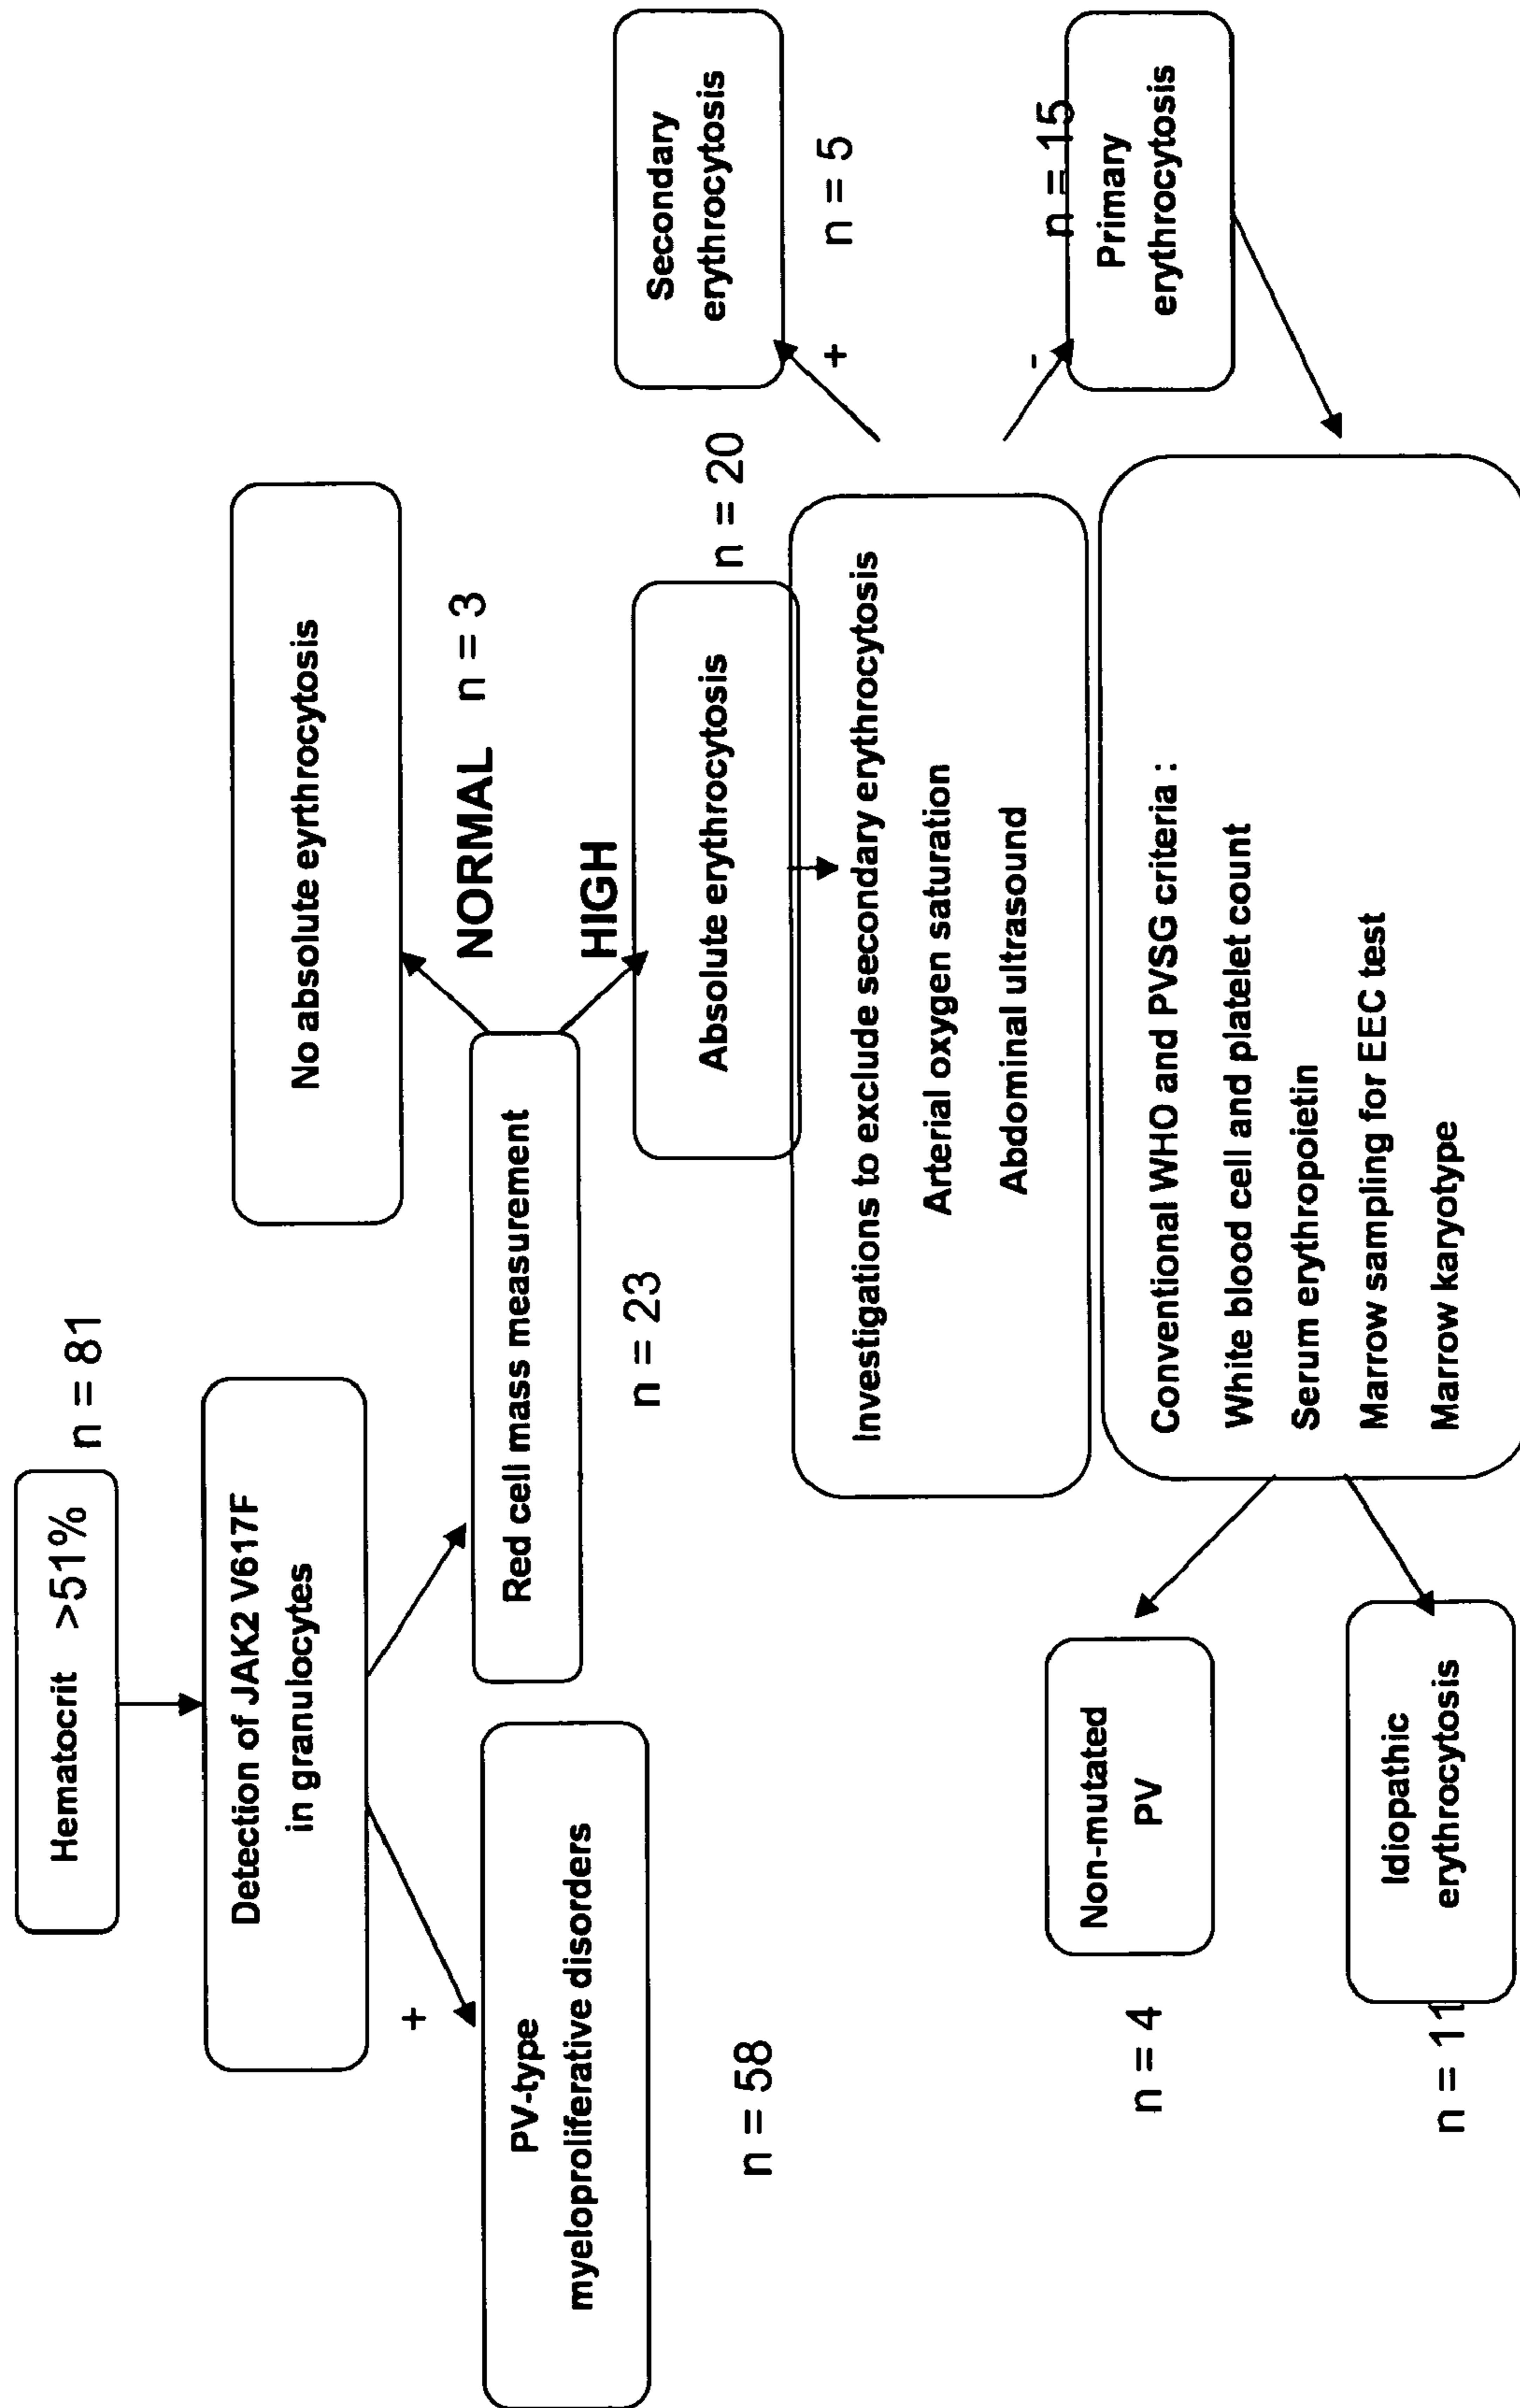 Hematocrit >51%
n = 81
Detection of JAK2 V617F
in granulocytes
+
PV-type
myeloproliferative disorders
n = 58
Red cell mass measurement
n = 23
No absolute eyrthrocytosis
NORMAL n = 3
HIGH
Absolute erythrocytosis
n = 20
Investigations to exclude secondary erythrocytosis
Arterial oxygen saturation
Abdominal ultrasound
+
Secondary
erythrocytosis
n = 5
-
n = 15
Primary
erythrocytosis
Conventional WHO and PVSG criteria :
White blood cell and platelet count
Serum erythropoietin
Marrow sampling for EEC test
Marrow karyotype
Non-mutated
PV
n = 4
Idiopathic
erythrocytosis
n = 11